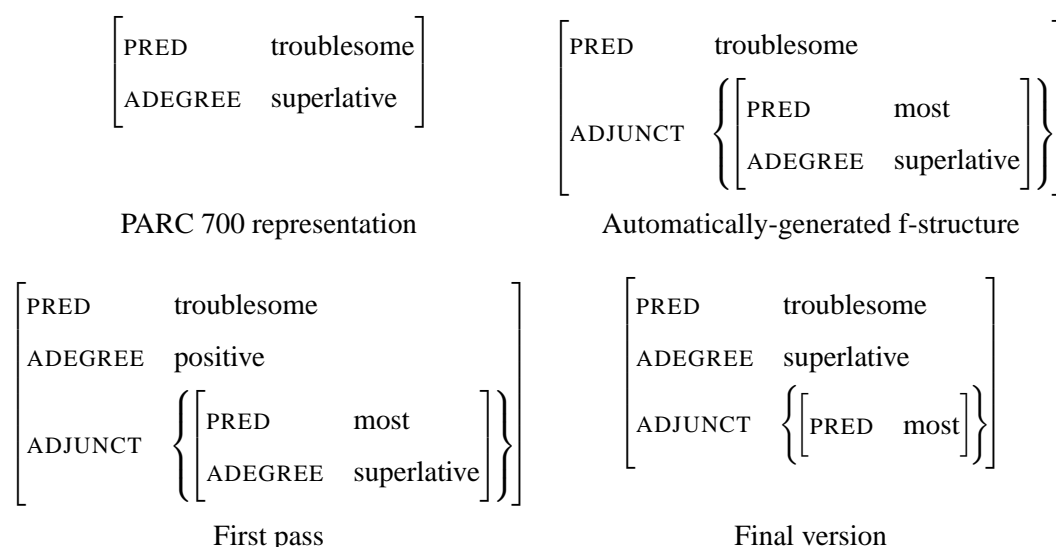 PRED troublesome
ADEGREE superlative
PARC 700 representation
PRED troublesome
ADJUNCT { [ PRED most
ADEGREE superlative ] }
Automatically-generated f-structure
PRED troublesome
ADEGREE positive
ADJUNCT { [ PRED most
ADEGREE superlative ] }
First pass
PRED troublesome
ADEGREE superlative
ADJUNCT { [ PRED most ] }
Final version